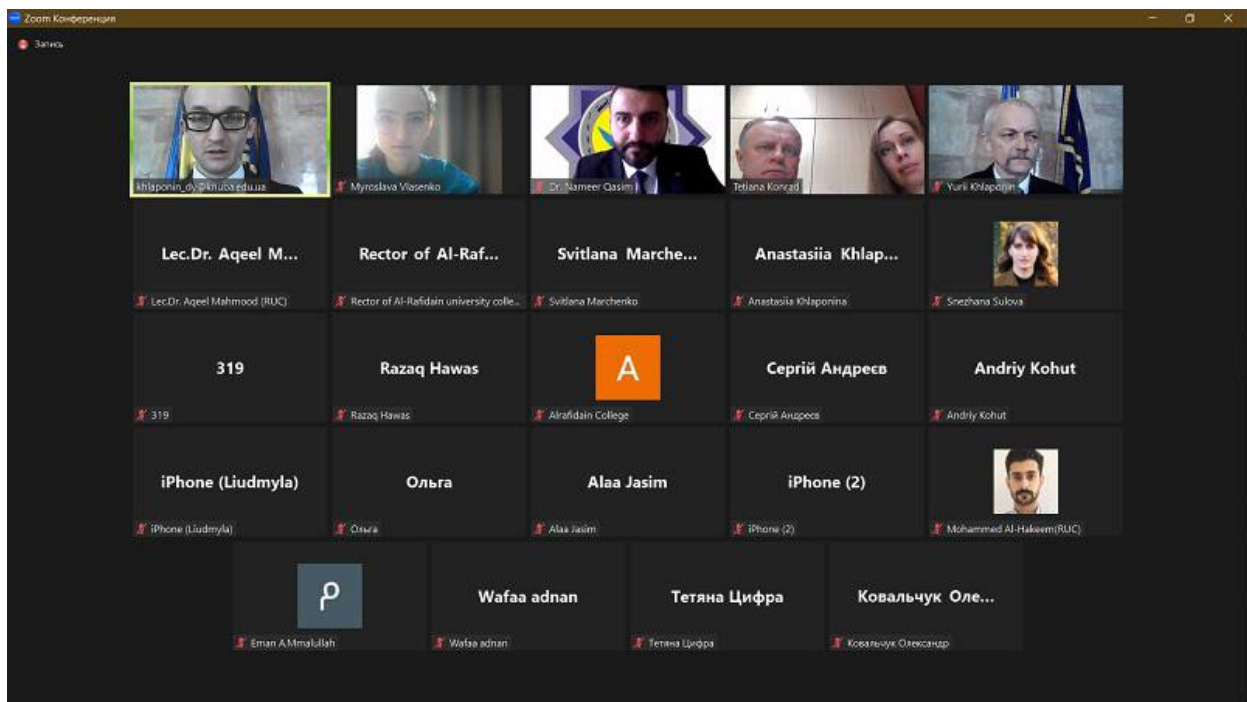 Zoom Конференция
Запись
khlaponin_dy@knuba.edu.ua
Myroslava Vlasenko
Dr. Nameer Qasim
Tetiana Konrad
Yurii Khlaponin
Lec.Dr. Aqeel M...
Rector of Al-Raf...
Svitlana Marche...
Anastasiia Khlap...
Lec.Dr. Aqeel Mahmood (RUC)
Rector of Al-Rafidain university colle...
Svitlana Marchenko
Anastasiia Khlaponina
Snezhana Sulova
319
Razaq Hawas
A
Сергій Андреєв
Andriy Kohut
319
Razaq Hawas
Alrafidain College
Сергій Андреєв
Andriy Kohut
iPhone (Liudmyla)
Ольга
Alaa Jasim
iPhone (2)
iPhone (Liudmyla)
Ольга
Alaa Jasim
iPhone (2)
Mohammed Al-Hakeem(RUC)
Wafaa adnan
Тетяна Цифра
Ковальчук Оле...
Eman A.Mmalullah
Wafaa adnan
Тетяна Цифра
Ковальчук Олександр